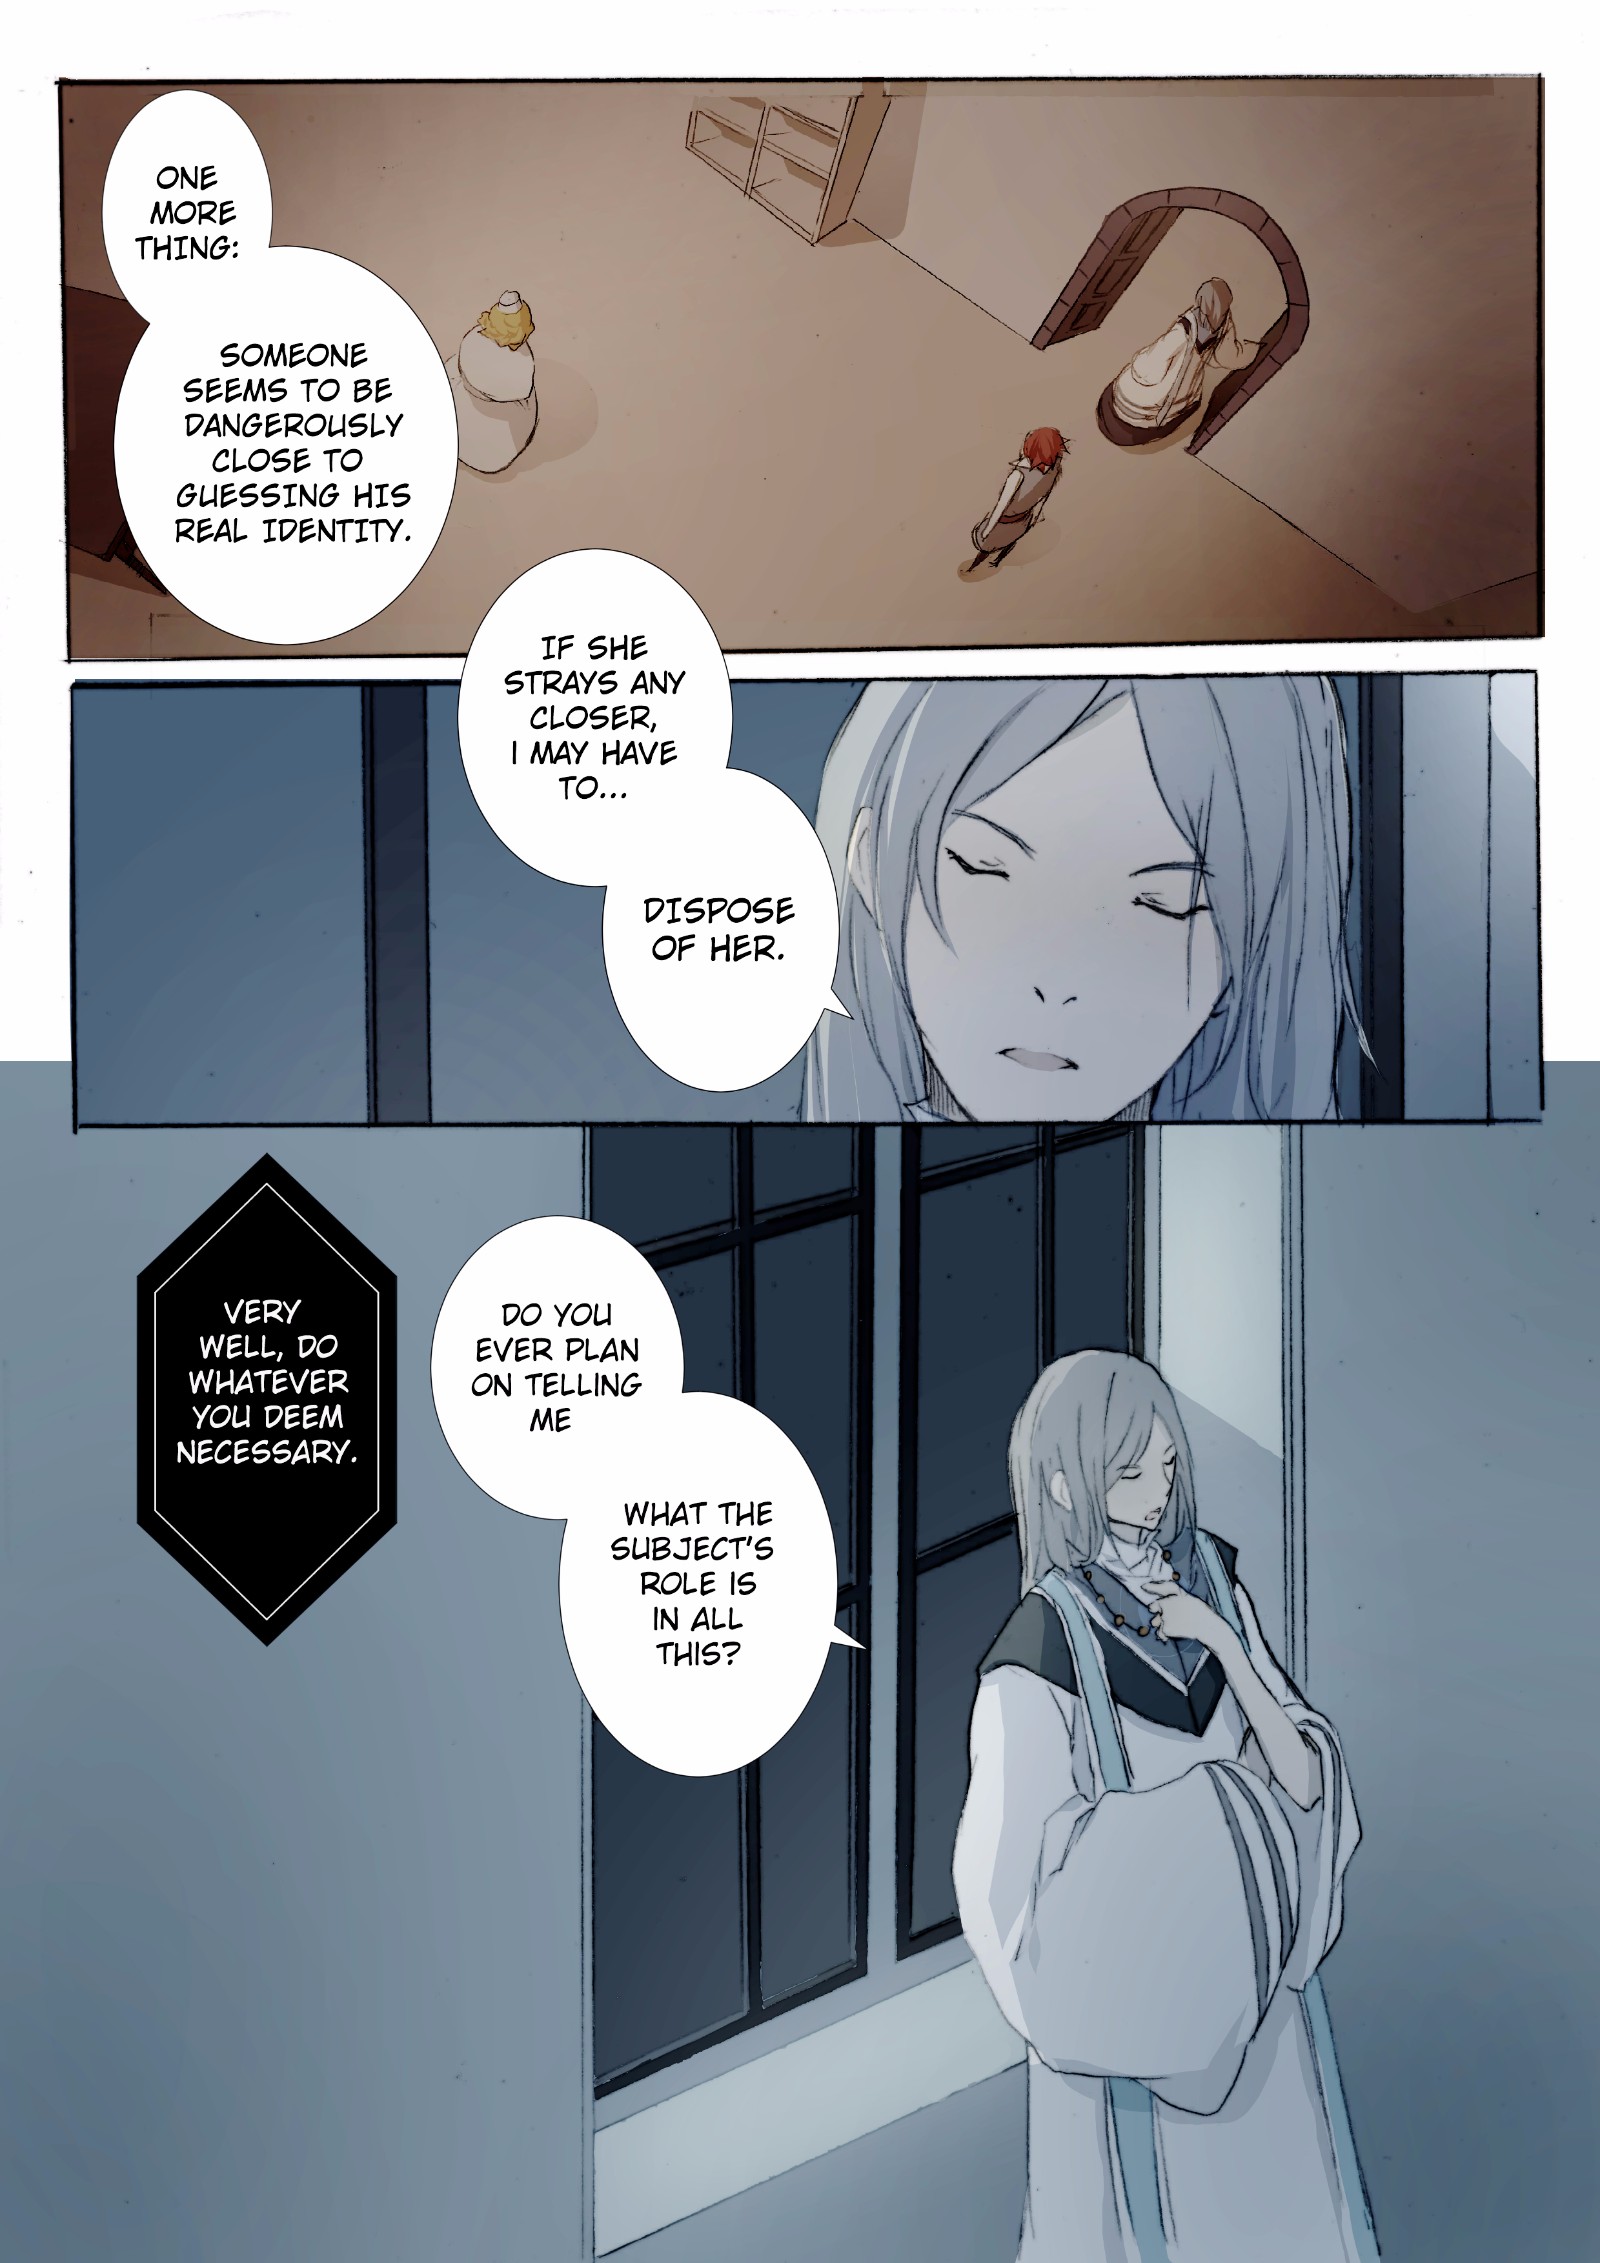 ONE
MORE
THING:
SOMEONE
SEEMS TO BE
DANGEROUSLY
CLOSE TO
GUESSING HIS
REAL IDENTITY.
IF SHE
STRAYS ANY
CLOSER,
I MAY HAVE
TO...
DISPOSE
OF HER.
VERY
WELL, DO
WHATEVER
YOU DEEM
NECESSARY.
DO YOU
EVER PLAN
ON TELLING
ME
WHAT THE
SUBJECT'S
ROLE IS
IN ALL
THIS?